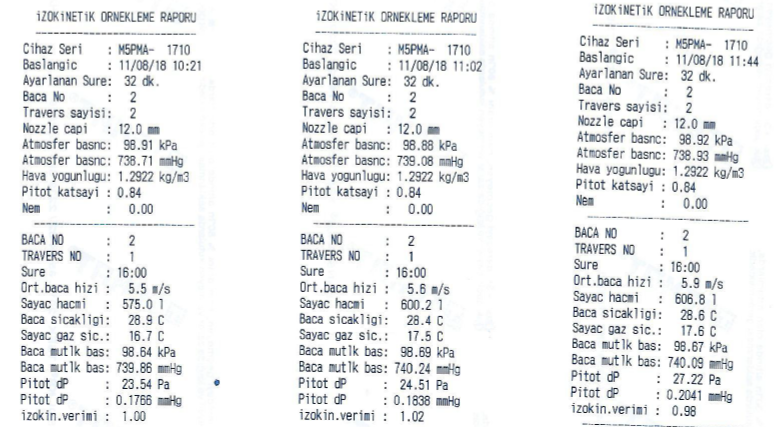 iZOKiNETiK ORNEKLEME RAPORU
Cihaz Seri : M5PMA- 1710
Baslangic : 11/08/18 10:21
Ayarlanan Sure: 32 dk.
Baca No : 2
Travers sayisi: 2
Nozzle capi : 12.0 mm
Atmosfer basnc: 98.91 kPa
Atmosfer basnc: 738.71 mmHg
Hava yogunlugu: 1.2922 kg/m3
Pitot katsayi : 0.84
Nem : 0.00
BACA NO : 2
TRAVERS NO : 1
Sure : 16:00
Ort.baca hizi : 5.5 m/s
Sayac hacmi : 575.0 l
Baca sicakligi: 28.9 C
Sayac gaz sic.: 16.7 C
Baca mutlk bas: 98.64 kPa
Baca mutlk bas: 739.86 mmHg
Pitot dP : 23.54 Pa
Pitot dP : 0.1766 mmHg
izokin.verimi : 1.00
iZOKiNETiK ORNEKLEME RAPORU
Cihaz Seri : M5PMA- 1710
Baslangic : 11/08/18 11:02
Ayarlanan Sure: 32 dk.
Baca No : 2
Travers sayisi: 2
Nozzle capi : 12.0 mm
Atmosfer basnc: 98.88 kPa
Atmosfer basnc: 739.08 mmHg
Hava yogunlugu: 1.2922 kg/m3
Pitot katsayi : 0.84
Nem : 0.00
BACA NO : 2
TRAVERS NO : 1
Sure : 16:00
Ort.baca hizi : 5.6 m/s
Sayac hacmi : 600.2 l
Baca sicakligi: 28.4 C
Sayac gaz sic.: 17.5 C
Baca mutlk bas: 98.69 kPa
Baca mutlk bas: 740.24 mmHg
Pitot dP : 24.51 Pa
Pitot dP : 0.1838 mmHg
izokin.verimi : 1.02
iZOKiNETiK ORNEKLEME RAPORU
Cihaz Seri : M5PMA- 1710
Baslangic : 11/08/18 11:44
Ayarlanan Sure: 32 dk.
Baca No : 2
Travers sayisi: 2
Nozzle capi : 12.0 mm
Atmosfer basnc: 98.92 kPa
Atmosfer basnc: 738.93 mmHg
Hava yogunlugu: 1.2922 kg/m3
Pitot katsayi : 0.84
Nem : 0.00
BACA NO : 2
TRAVERS NO : 1
Sure : 16:00
Ort.baca hizi : 5.9 m/s
Sayac hacmi : 606.8 l
Baca sicakligi: 28.6 C
Sayac gaz sic.: 17.6 C
Baca mutlk bas: 98.67 kPa
Baca mutlk bas: 740.09 mmHg
Pitot dP : 27.22 Pa
Pitot dP : 0.2041 mmHg
izokin.verimi : 0.98